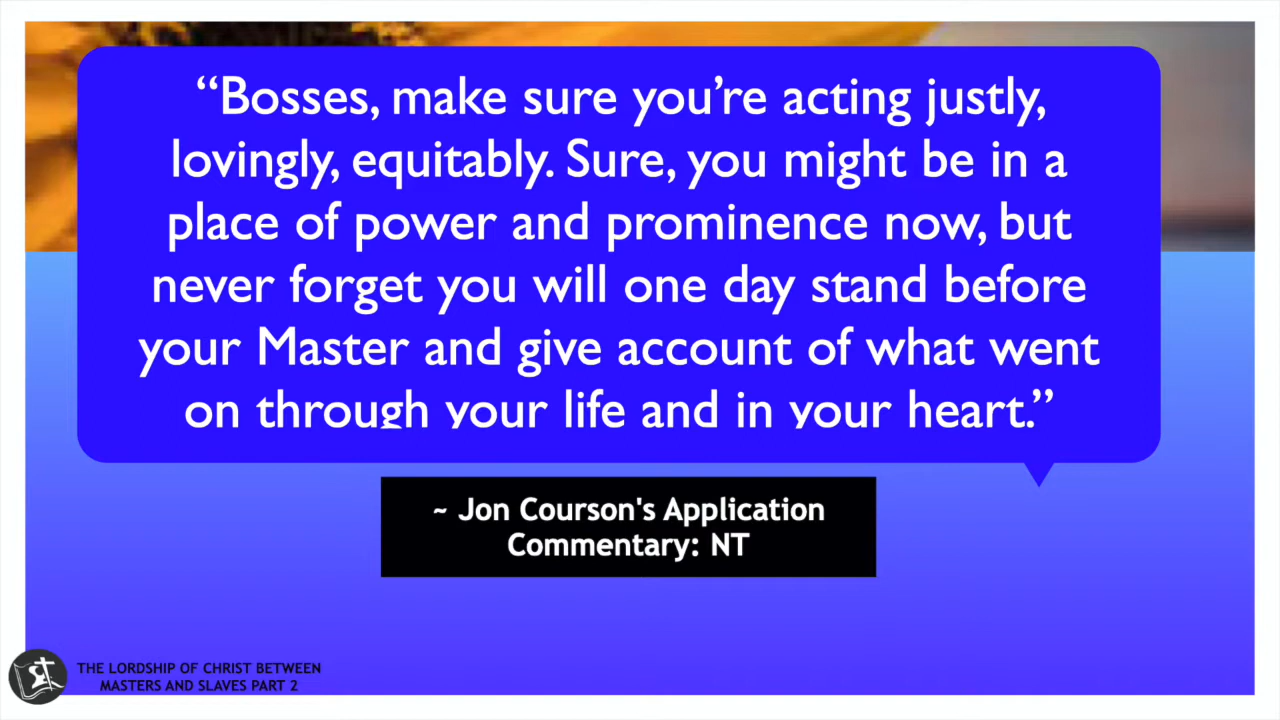 “Bosses, make sure you’re acting justly,
lovingly, equitably. Sure, you might be in a
place of power and prominence now, but
never forget you will one day stand before
your Master and give account of what went
on through your life and in your heart.”
~ Jon Courson's Application
Commentary: NT
THE LORDSHIP OF CHRIST BETWEEN
MASTERS AND SLAVES PART 2